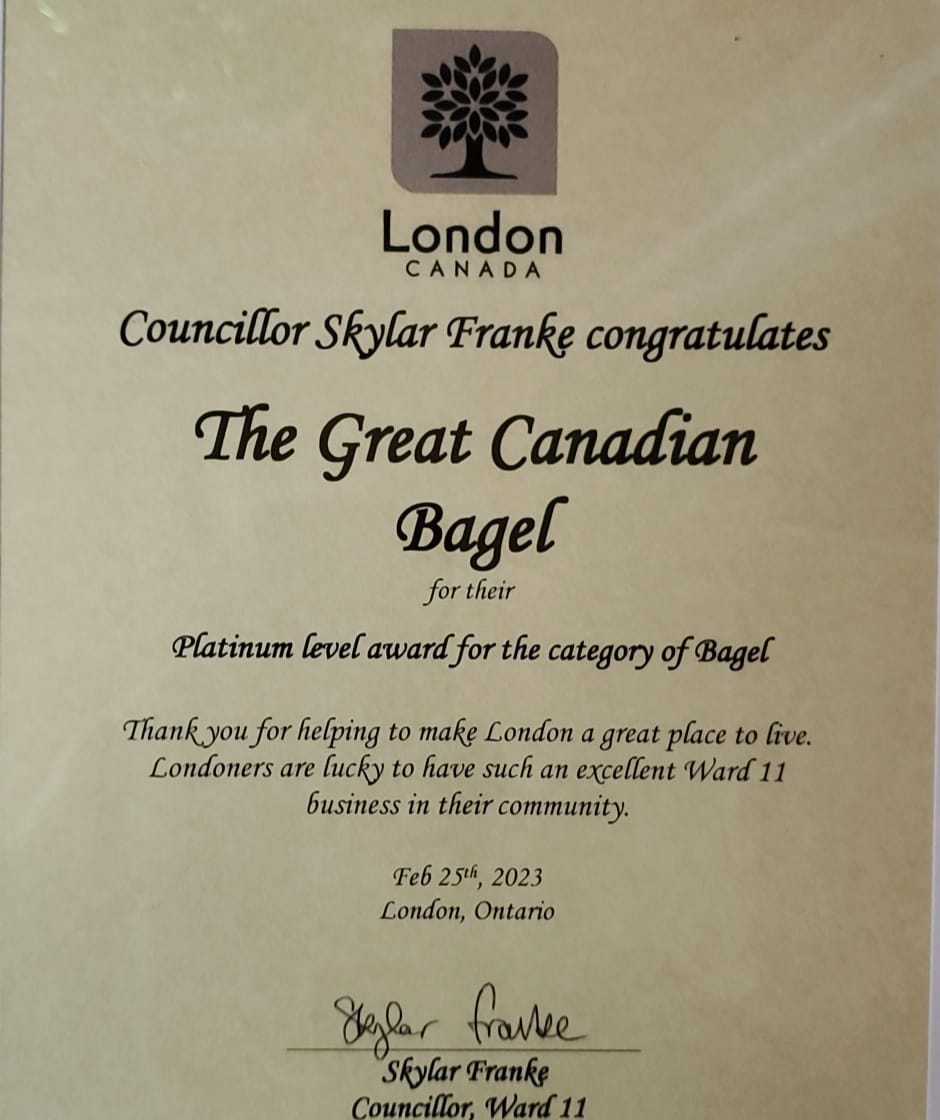 London
CANADA
Councillor Skylar Franke congratulates
The Great Canadian
Bagel
for their
Platinum level award for the category of Bagel
Thank you for helping to make London a great place to live.
Londoners are lucky to have such an excellent Ward 11
business in their community.
Feb 25th, 2023
London, Ontario
Skylar Franke
Skylar Franke
Councillor, Ward 11